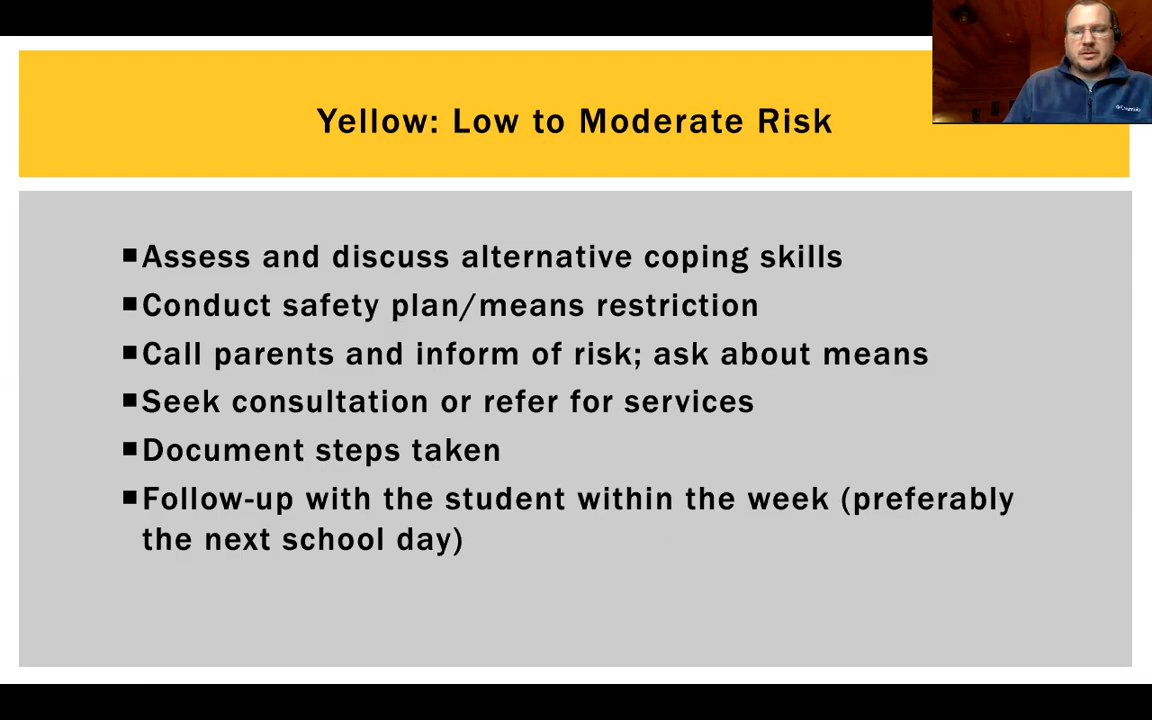 Yellow: Low to Moderate Risk
▪Assess and discuss alternative coping skills
▪Conduct safety plan/means restriction
▪Call parents and inform of risk; ask about means
▪Seek consultation or refer for services
▪Document steps taken
▪Follow-up with the student within the week (preferably
the next school day)